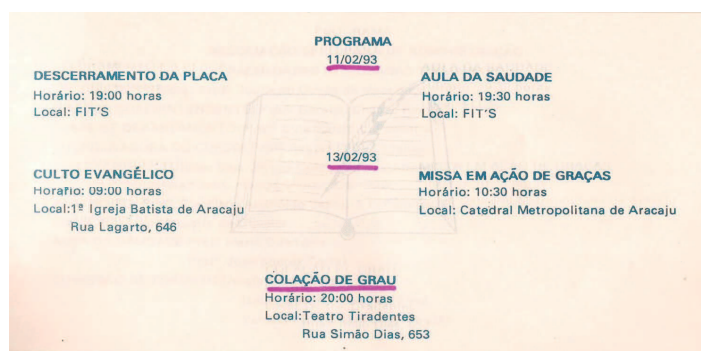 PROGRAMA
11/02/93
DESCERRAMENTO DA PLACA
Horário: 19:00 horas
Local: FIT'S
AULA DA SAUDADE
Horário: 19:30 horas
Local: FIT'S
13/02/93
CULTO EVANGÉLICO
Horário: 09:00 horas
Local:1ª Igreja Batista de Aracaju
Rua Lagarto, 646
MISSA EM AÇÃO DE GRAÇAS
Horário: 10:30 horas
Local: Catedral Metropolitana de Aracaju
COLAÇÃO DE GRAU
Horário: 20:00 horas
Local:Teatro Tiradentes
Rua Simão Dias, 653